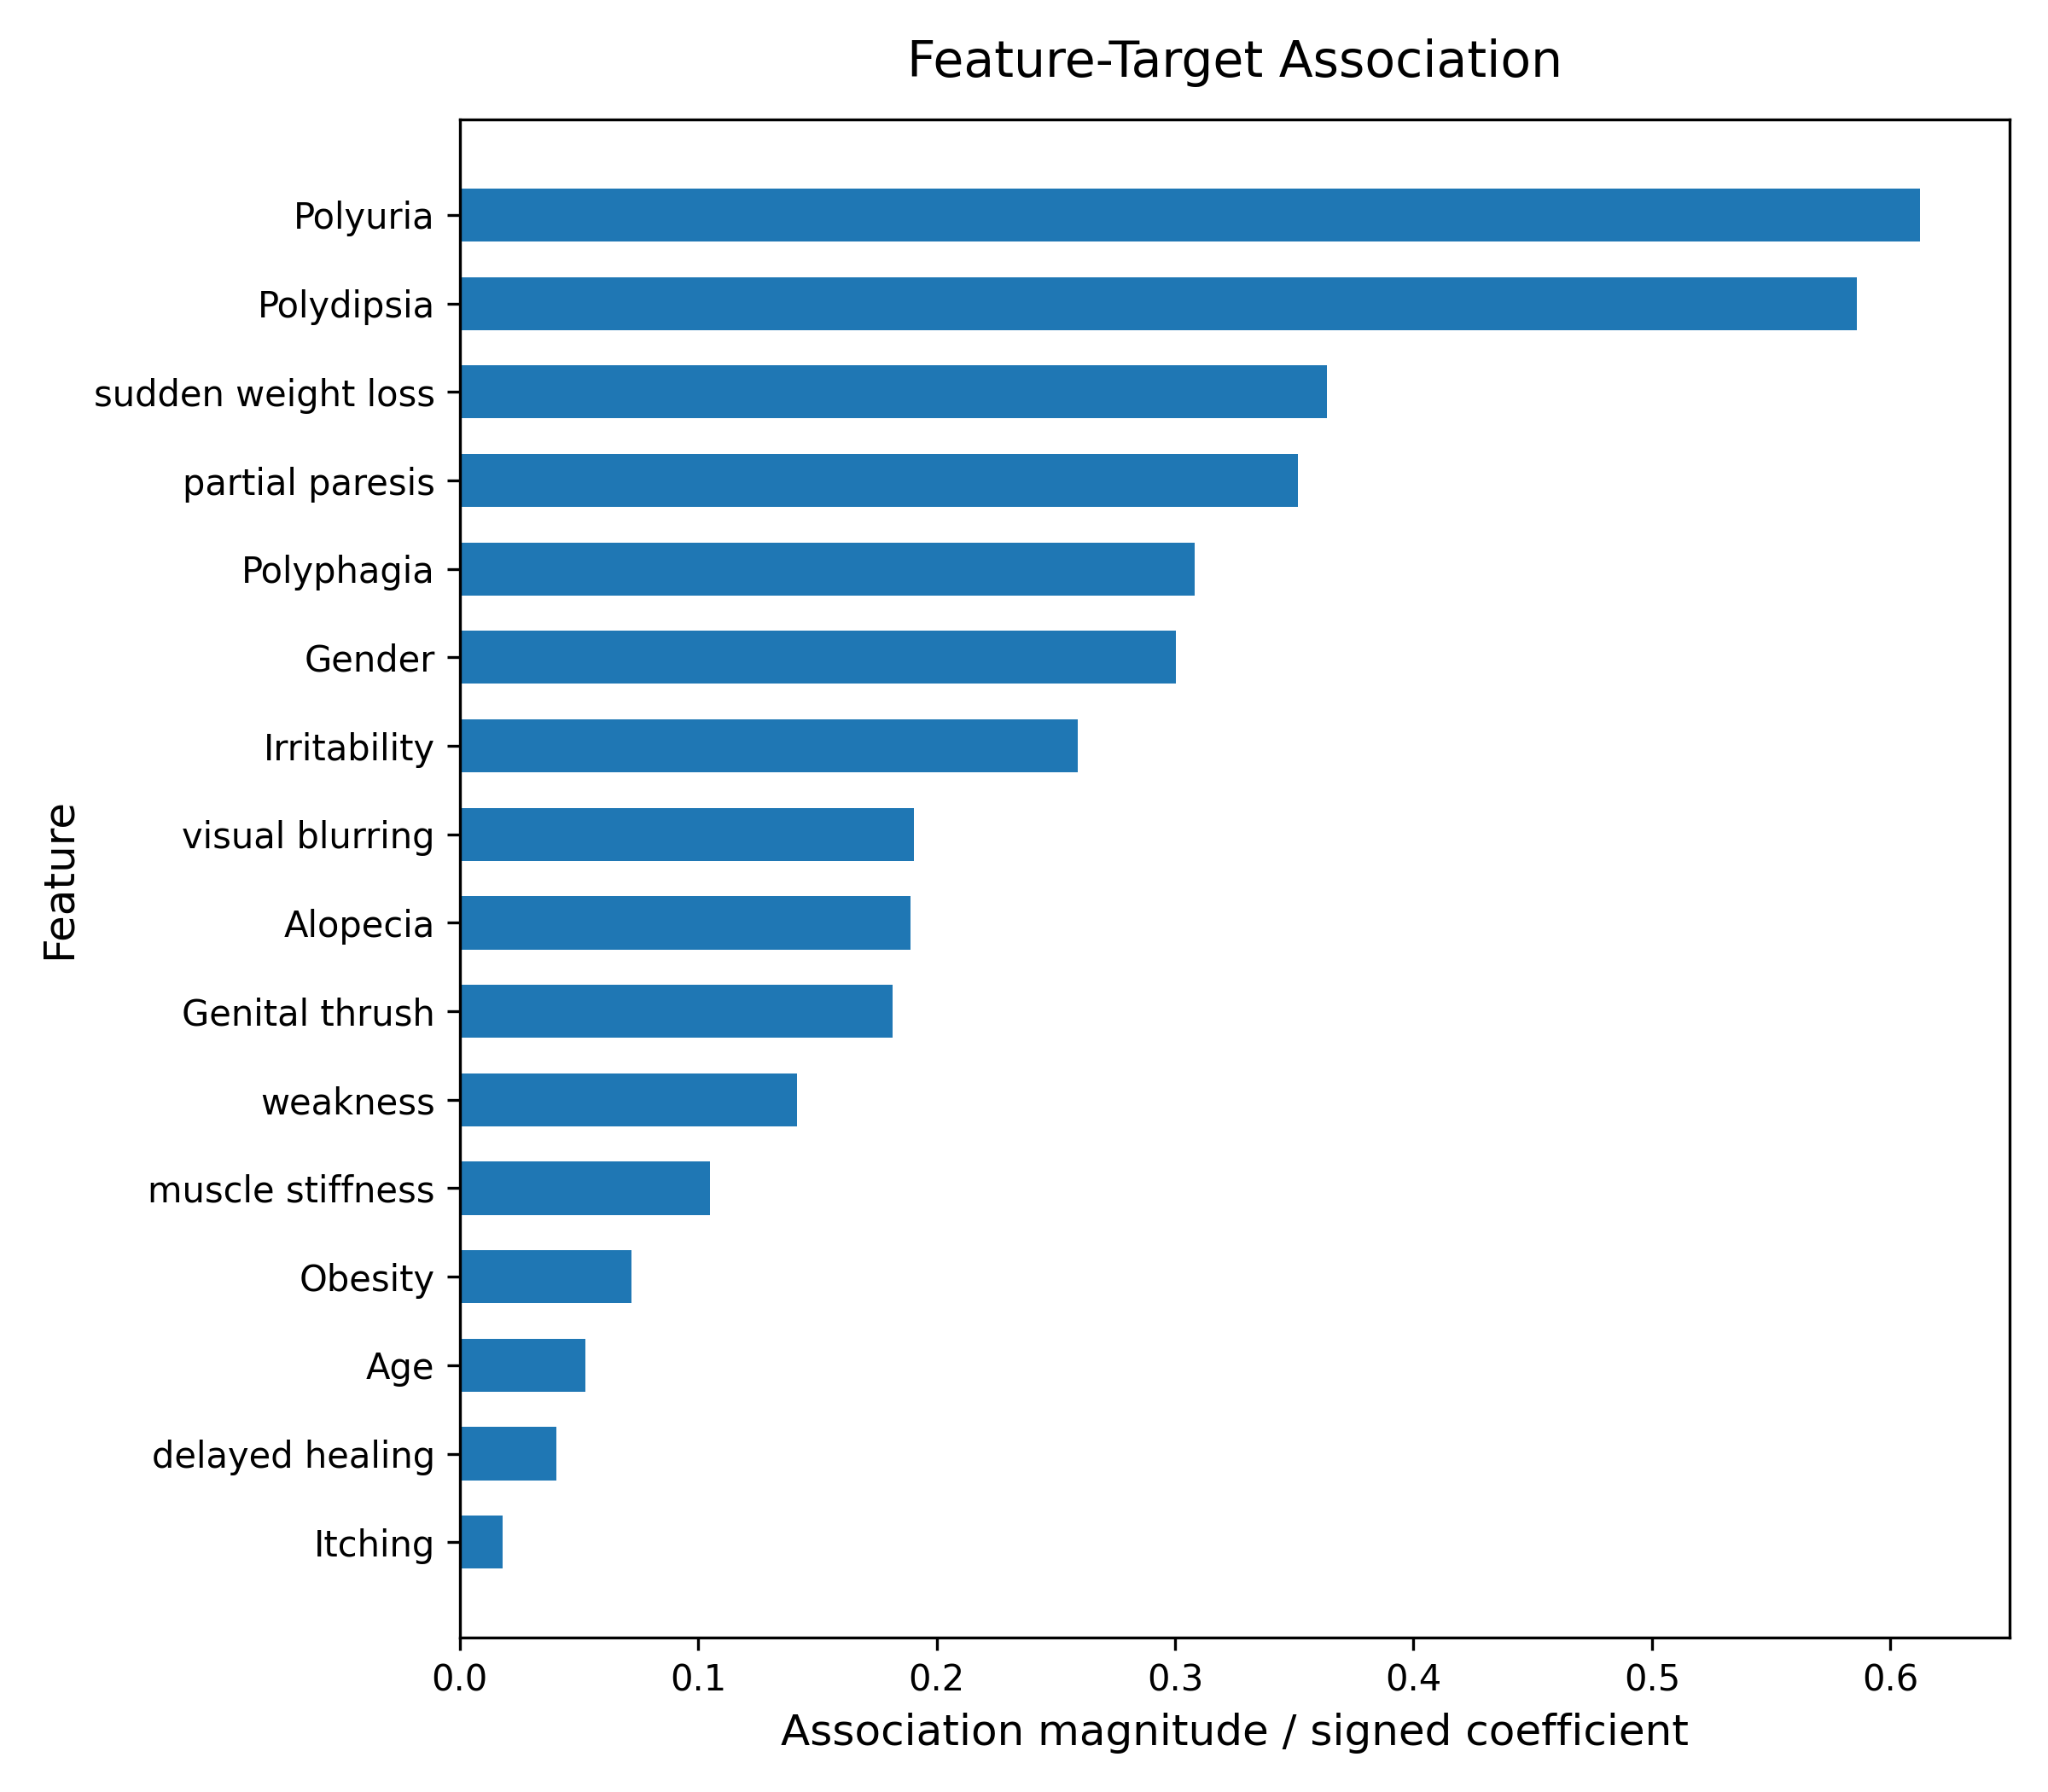 Feature-Target Association
Feature
Polyuria
Polydipsia
sudden weight loss
partial paresis
Polyphagia
Gender
Irritability
visual blurring
Alopecia
Genital thrush
weakness
muscle stiffness
Obesity
Age
delayed healing
Itching
0.0 0.1 0.2 0.3 0.4 0.5 0.6
Association magnitude / signed coefficient